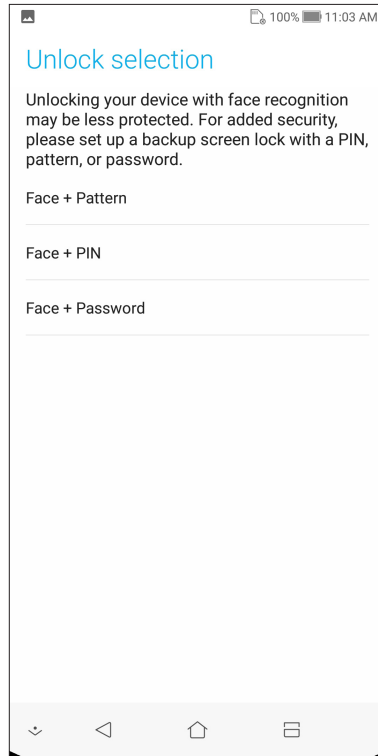 100% 11:03 AM
Unlock selection
Unlocking your device with face recognition
may be less protected. For added security,
please set up a backup screen lock with a PIN,
pattern, or password.
Face + Pattern
Face + PIN
Face + Password